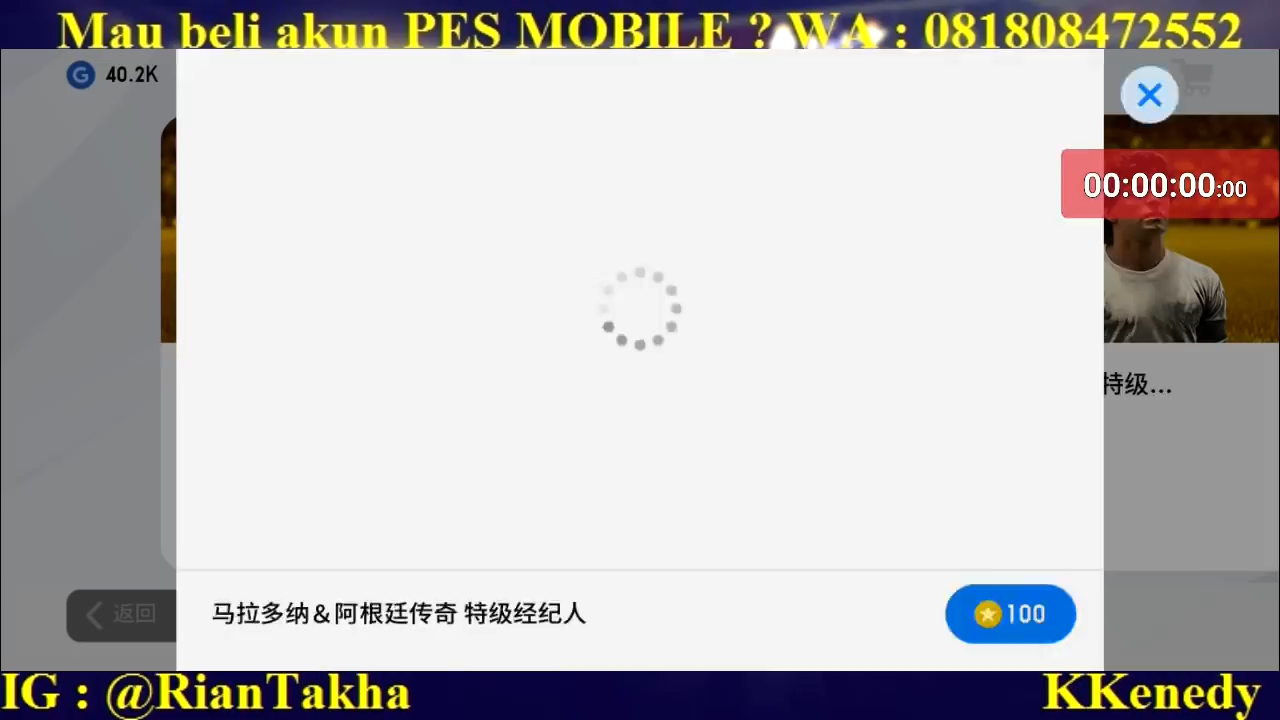 Mau beli akun PES MOBILE ? WA : 081808472552
G 40.2K
00:00:00:00
特级...
返回
马拉多纳&阿根廷传奇 特级经纪人
100
IG : @RianTakha
KKenedy